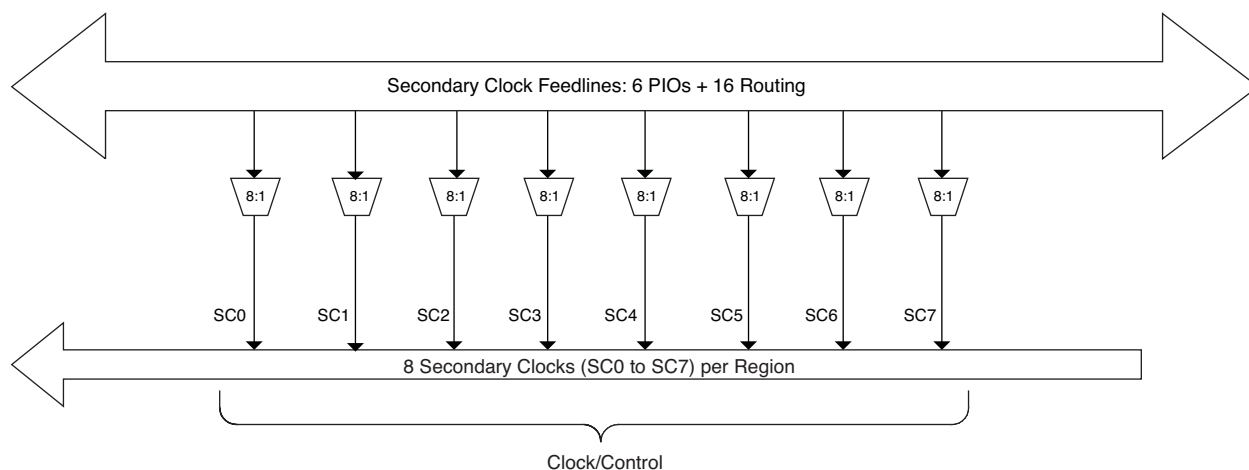 Secondary Clock Feedlines: 6 PIOs + 16 Routing
8:1 8:1 8:1 8:1 8:1 8:1 8:1 8:1
SC0 SC1 SC2 SC3 SC4 SC5 SC6 SC7
8 Secondary Clocks (SC0 to SC7) per Region
Clock/Control